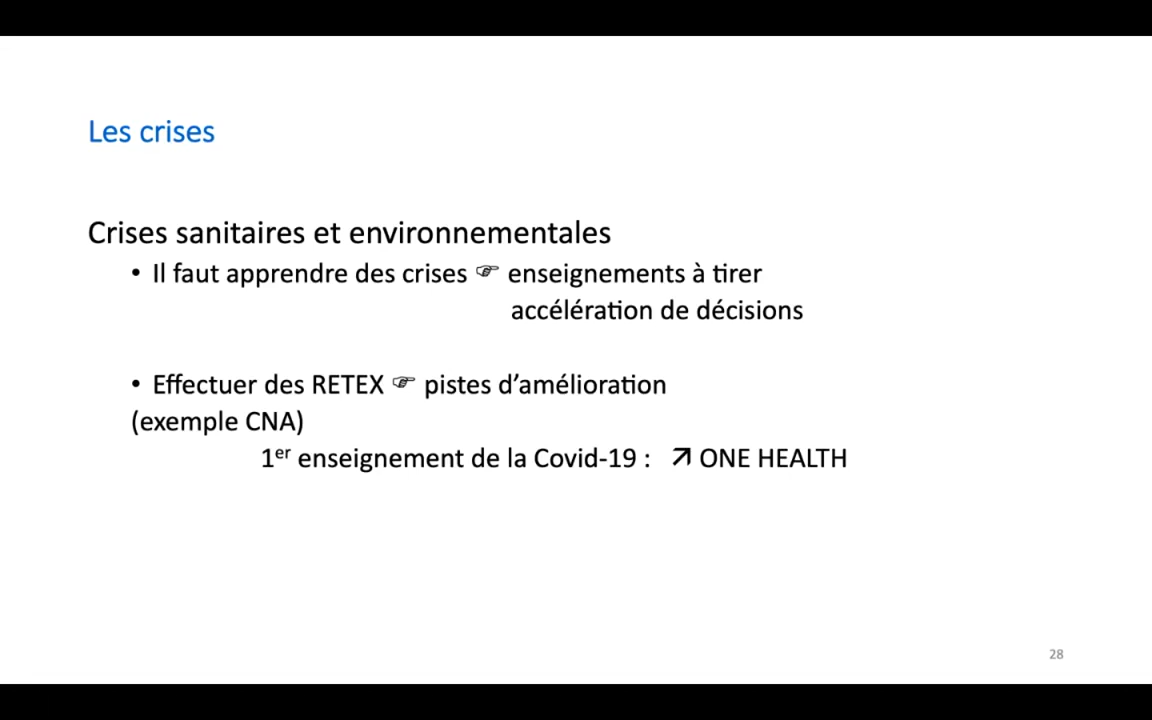 Les crises
Crises sanitaires et environnementales
• Il faut apprendre des crises ☞ enseignements à tirer
accélération de décisions
• Effectuer des RETEX ☞ pistes d’amélioration
(exemple CNA)
1er enseignement de la Covid-19 : ↗ ONE HEALTH
28